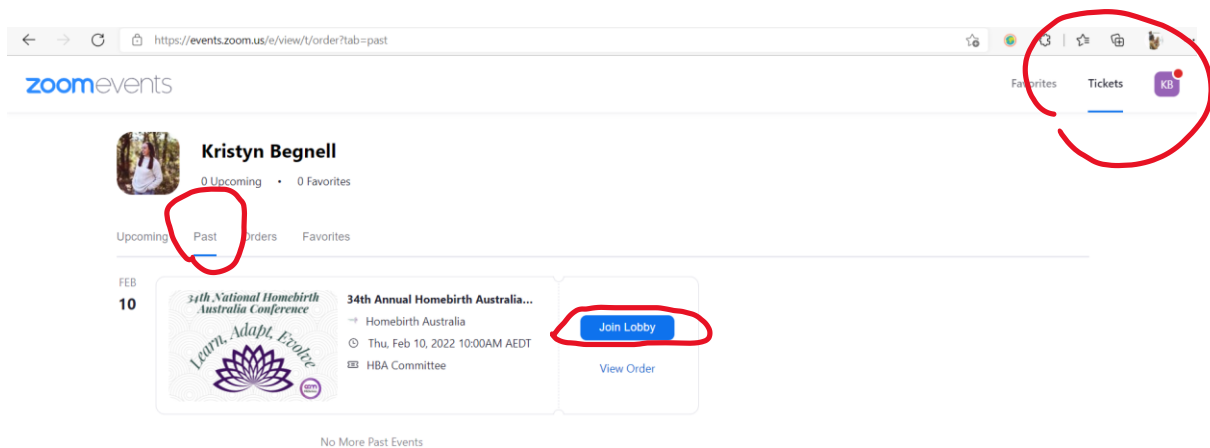 https://events.zoom.us/e/view/t/order?tab=past
zoomevents
Favorites Tickets KB
Kristyn Begnell
0 Upcoming • 0 Favorites
Upcoming Past Orders Favorites
FEB
10
34th National Homebirth
Australia Conference
Learn, Adapt, Evolve
34th Annual Homebirth Australia...
Homebirth Australia
Thu, Feb 10, 2022 10:00AM AEDT
HBA Committee
Join Lobby
View Order
No More Past Events